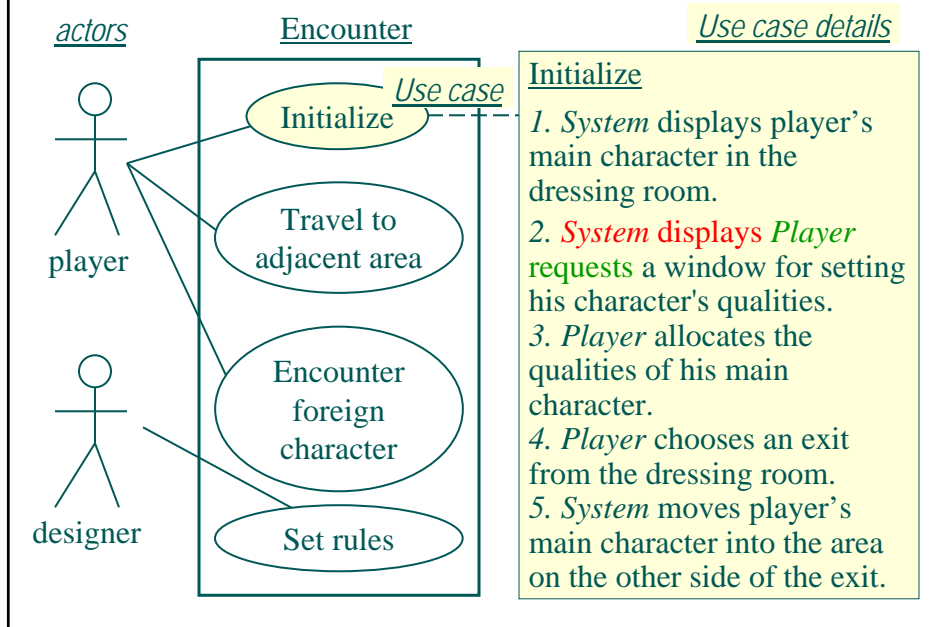 actors
Encounter
Use case details
player
designer
Use case
Initialize
Travel to
adjacent area
Encounter
foreign
character
Set rules
Initialize
1. System displays player’s
main character in the
dressing room.
2. System displays Player
requests a window for setting
his character's qualities.
3. Player allocates the
qualities of his main
character.
4. Player chooses an exit
from the dressing room.
5. System moves player’s
main character into the area
on the other side of the exit.